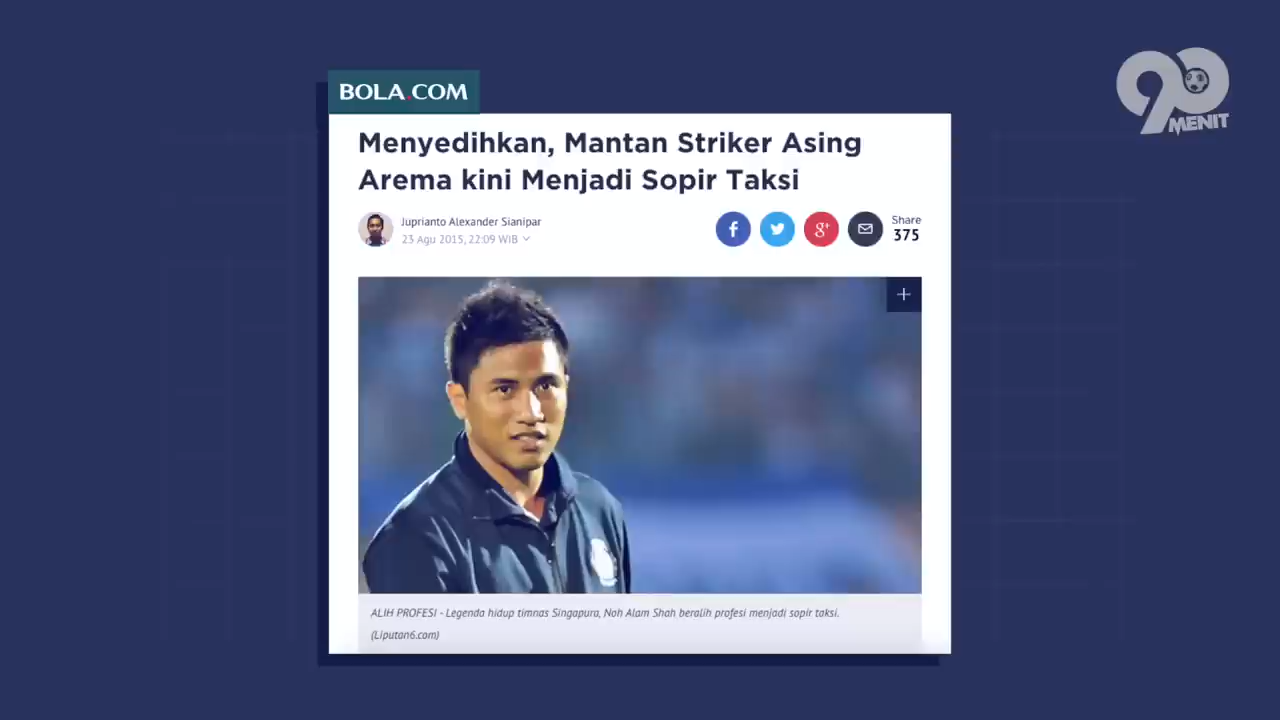 BOLA.COM
90
MENIT
Menyedihkan, Mantan Striker Asing
Arema kini Menjadi Sopir Taksi
Juprianto Alexander Sianipar
23 Agu 2015, 22:09 WIB
f
g+
Share
375
+
ALIH PROFESI - Legenda hidup timnas Singapura, Noh Alam Shah beralih profesi menjadi sopir taksi.
(Liputan6.com)